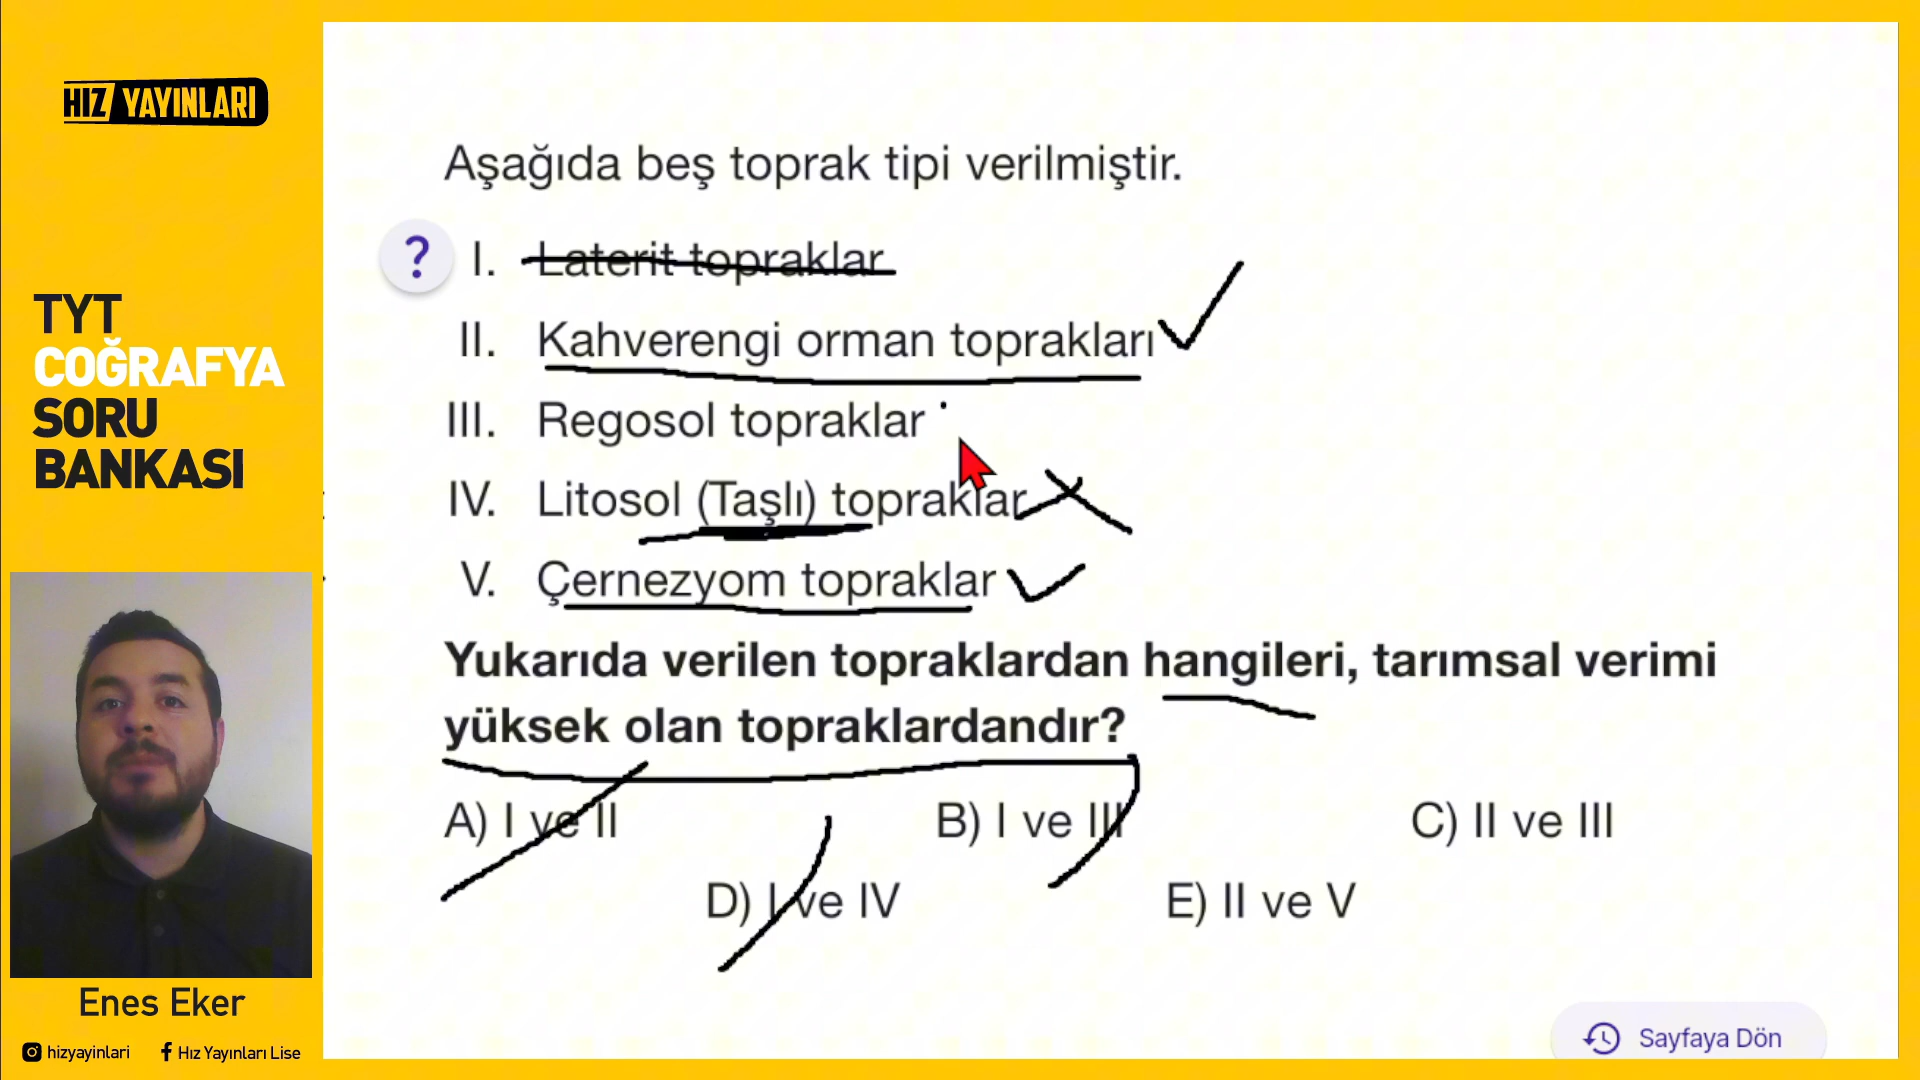 HIZ YAYINLARI
TYT
COĞRAFYA
SORU
BANKASI
Enes Eker
hizyayinlari
Hız Yayınları Lise
Aşağıda beş toprak tipi verilmiştir.
?
I. Laterit topraklar
II. Kahverengi orman toprakları
III. Regosol topraklar
IV. Litosol (Taşlı) topraklar
V. Çernezyom topraklar
Yukarıda verilen topraklardan hangileri, tarımsal verimi
yüksek olan topraklardandır?
A) I ve II B) I ve III C) II ve III
D) I ve IV E) II ve V
Sayfaya Dön